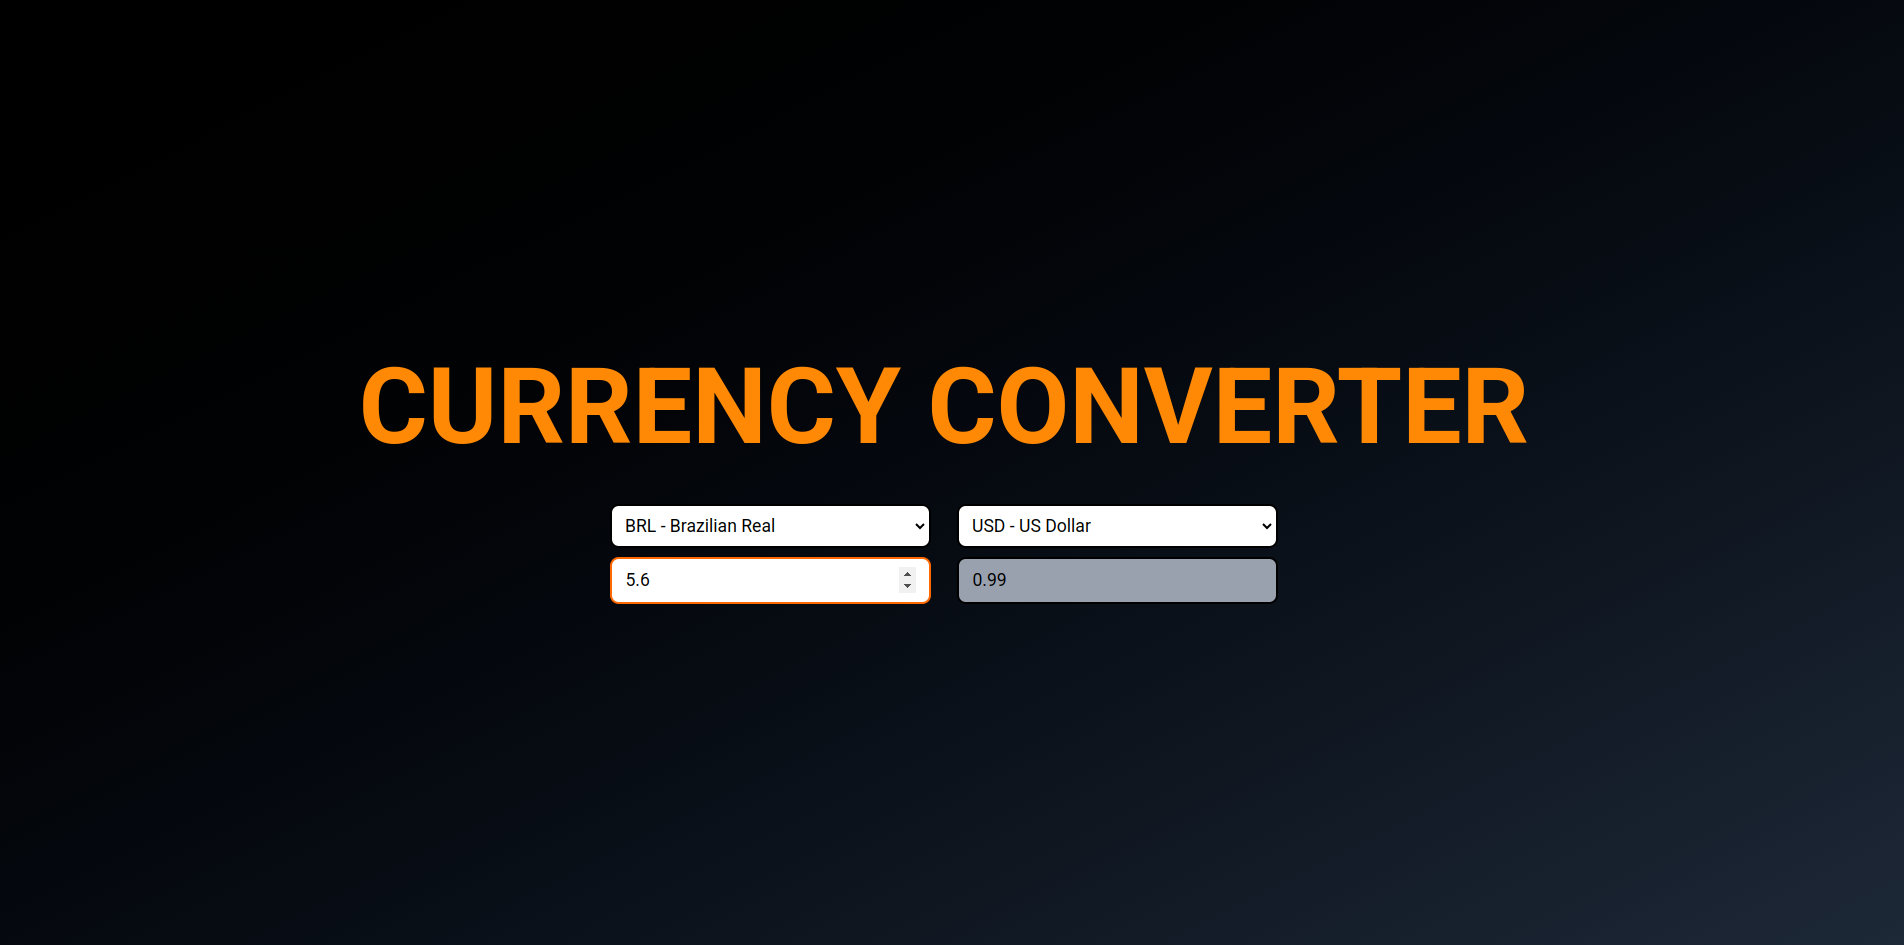 CURRENCY CONVERTER
BRL - Brazilian Real
USD - US Dollar
5.6
0.99